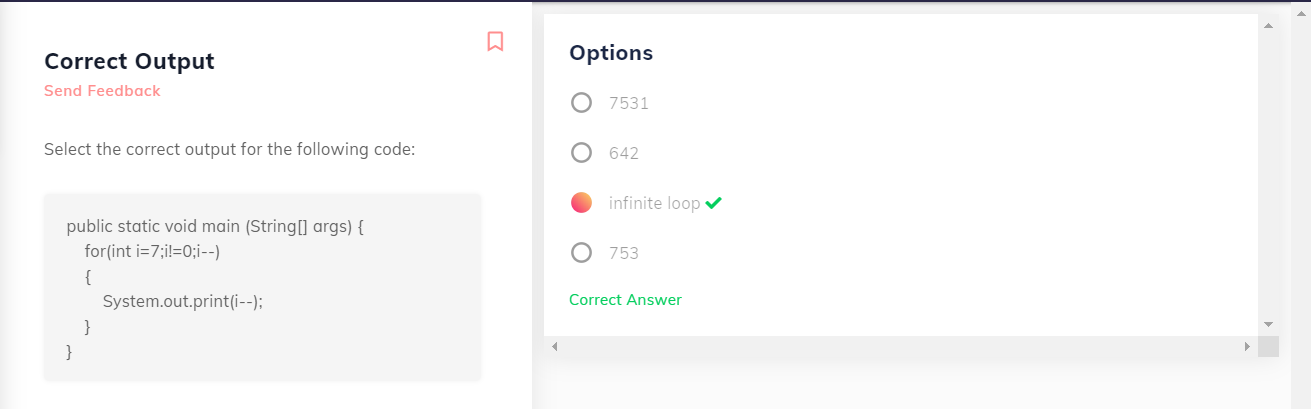 Correct Output
Send Feedback
Select the correct output for the following code:
public static void main (String[] args) {
for(int i=7;i!=0;i--)
{
System.out.print(i--);
}
}
Options
7531
642
infinite loop
753
Correct Answer